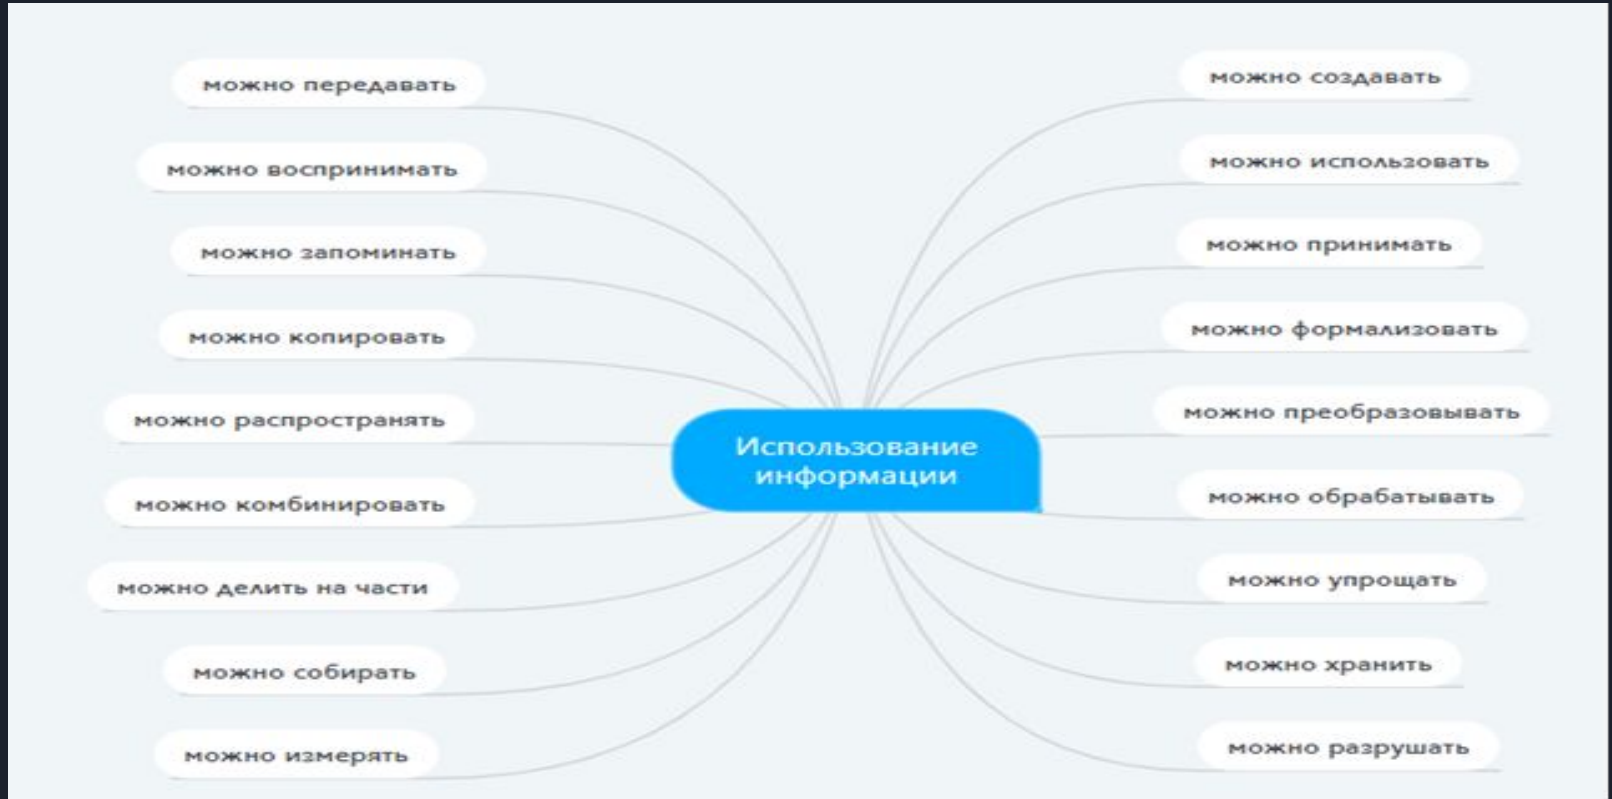 можно передавать
можно воспринимать
можно запоминать
можно копировать
можно распространять
можно комбинировать
можно делить на части
можно собирать
можно измерять
Использование
информации
можно создавать
можно использовать
можно принимать
можно формализовать
можно преобразовывать
можно обрабатывать
можно упрощать
можно хранить
можно разрушать